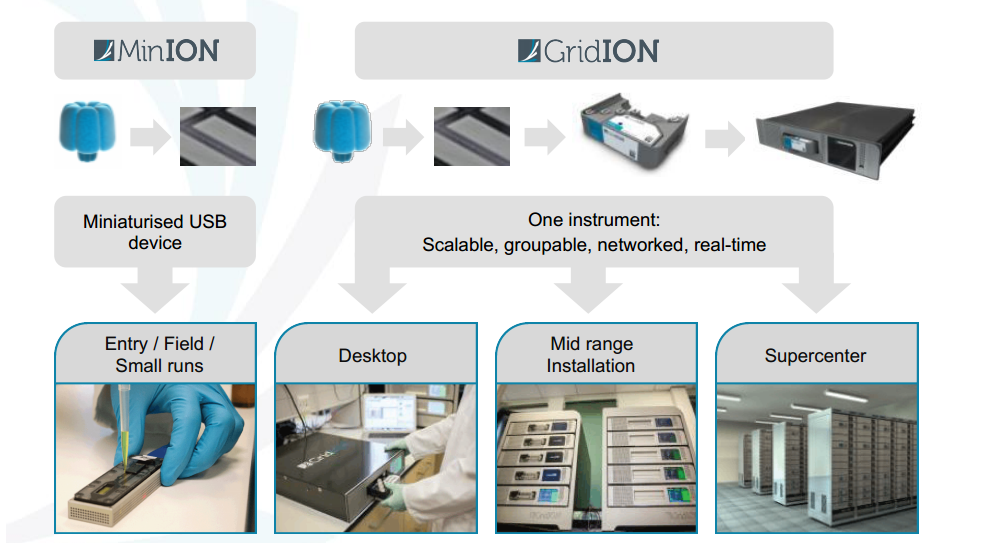 MinION
GridION
Miniaturised USB
device
One instrument:
Scalable, groupable, networked, real-time
Entry / Field /
Small runs
Desktop
Mid range
Installation
Supercenter